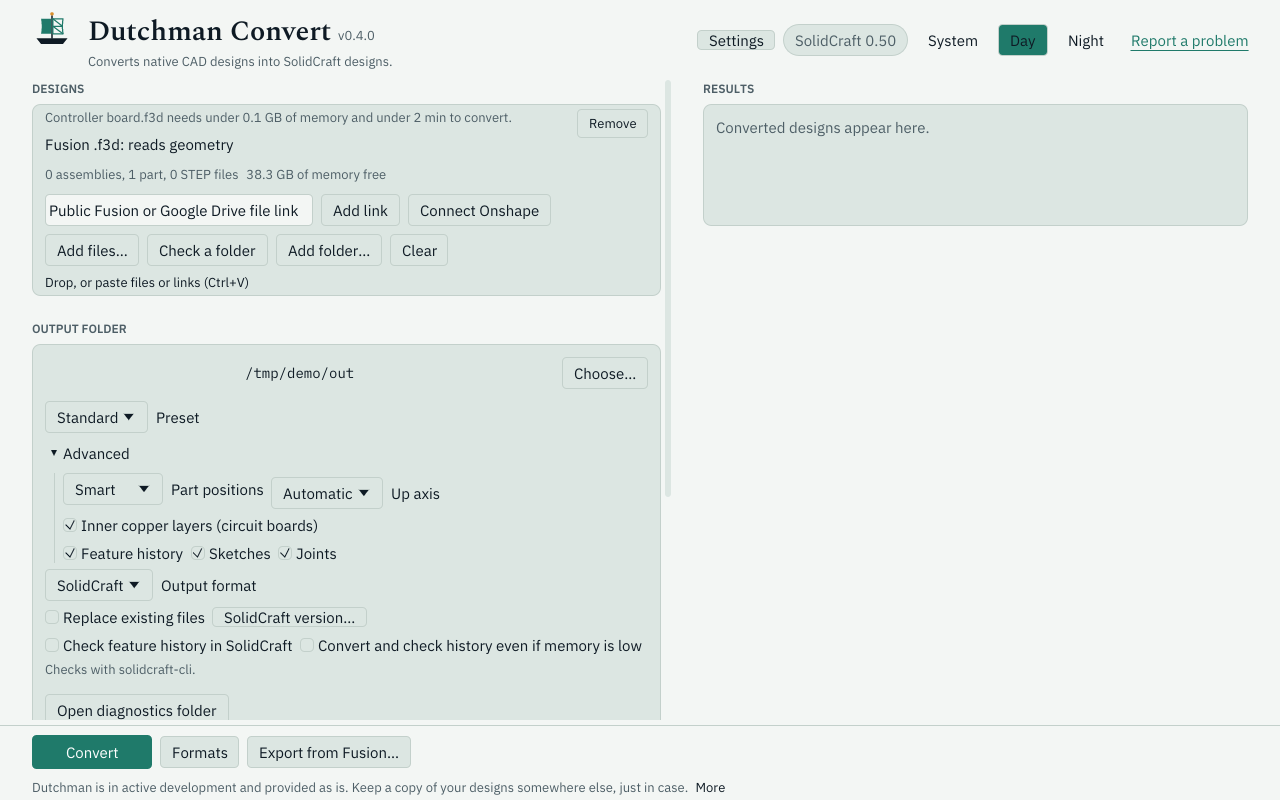 Dutchman Convert v0.4.0
Converts native CAD designs into SolidCraft designs.
Settings SolidCraft 0.50 System Day Night Report a problem
DESIGNS
Controller board.f3d needs under 0.1 GB of memory and under 2 min to convert.
Remove
Fusion .f3d: reads geometry
0 assemblies, 1 part, 0 STEP files 38.3 GB of memory free
Public Fusion or Google Drive file link Add link Connect Onshape
Add files... Check a folder Add folder... Clear
Drop, or paste files or links (Ctrl+V)
OUTPUT FOLDER
/tmp/demo/out Choose...
Standard Preset
Advanced
Smart Part positions Automatic Up axis
Inner copper layers (circuit boards)
Feature history Sketches Joints
SolidCraft Output format
Replace existing files SolidCraft version...
Check feature history in SolidCraft Convert and check history even if memory is low
Checks with solidcraft-cli.
Open diagnostics folder
RESULTS
Converted designs appear here.
Convert Formats Export from Fusion...
Dutchman is in active development and provided as is. Keep a copy of your designs somewhere else, just in case. More